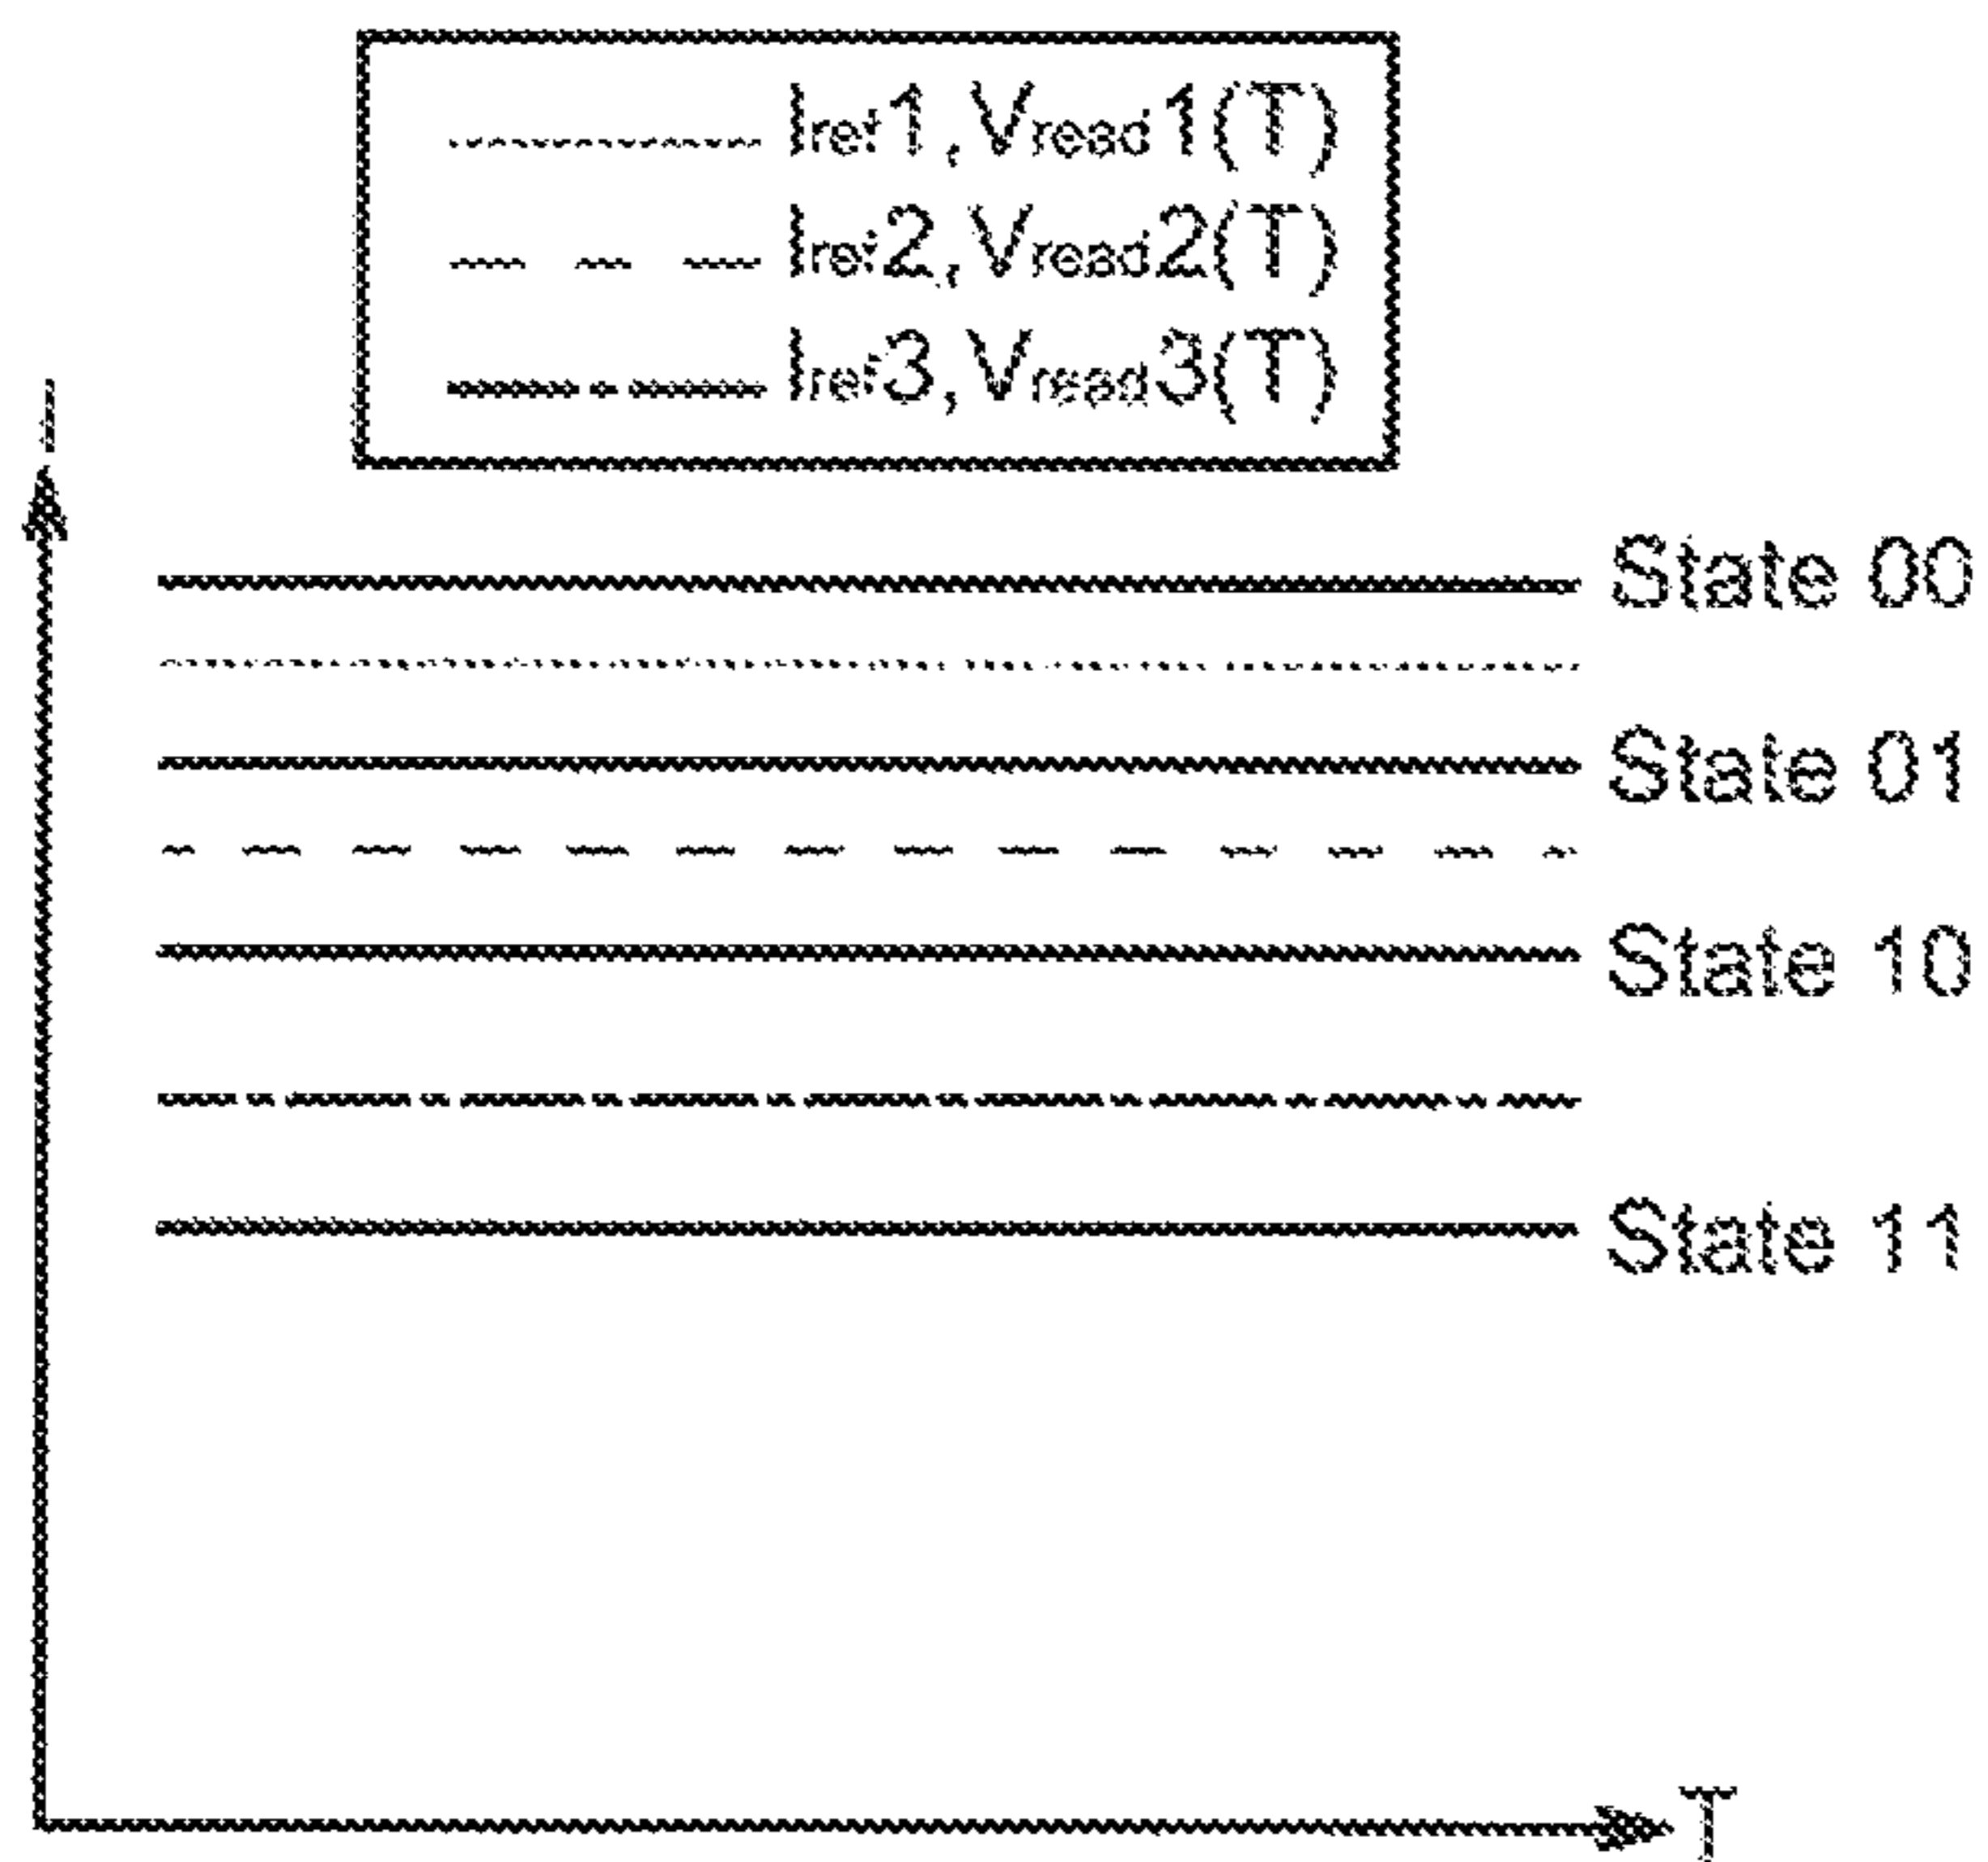 Iref1,Vread1(T)
Iref2,Vread2(T)
Iref3,Vread3(T)
I
State 00
State 01
State 10
State 11
T